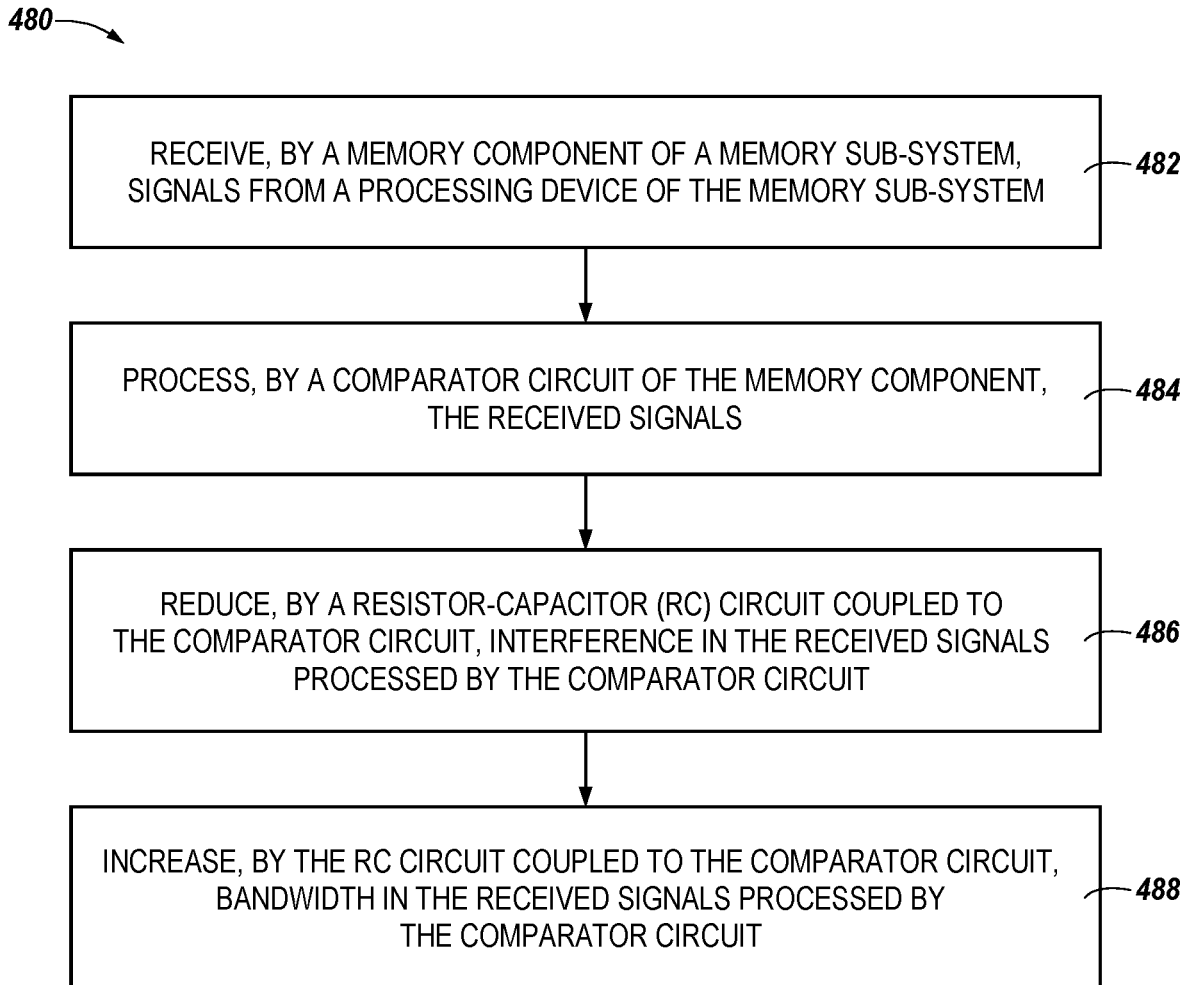 480
RECEIVE, BY A MEMORY COMPONENT OF A MEMORY SUB-SYSTEM,
SIGNALS FROM A PROCESSING DEVICE OF THE MEMORY SUB-SYSTEM
482
PROCESS, BY A COMPARATOR CIRCUIT OF THE MEMORY COMPONENT,
THE RECEIVED SIGNALS
484
REDUCE, BY A RESISTOR-CAPACITOR (RC) CIRCUIT COUPLED TO
THE COMPARATOR CIRCUIT, INTERFERENCE IN THE RECEIVED SIGNALS
PROCESSED BY THE COMPARATOR CIRCUIT
486
INCREASE, BY THE RC CIRCUIT COUPLED TO THE COMPARATOR CIRCUIT,
BANDWIDTH IN THE RECEIVED SIGNALS PROCESSED BY
THE COMPARATOR CIRCUIT
488